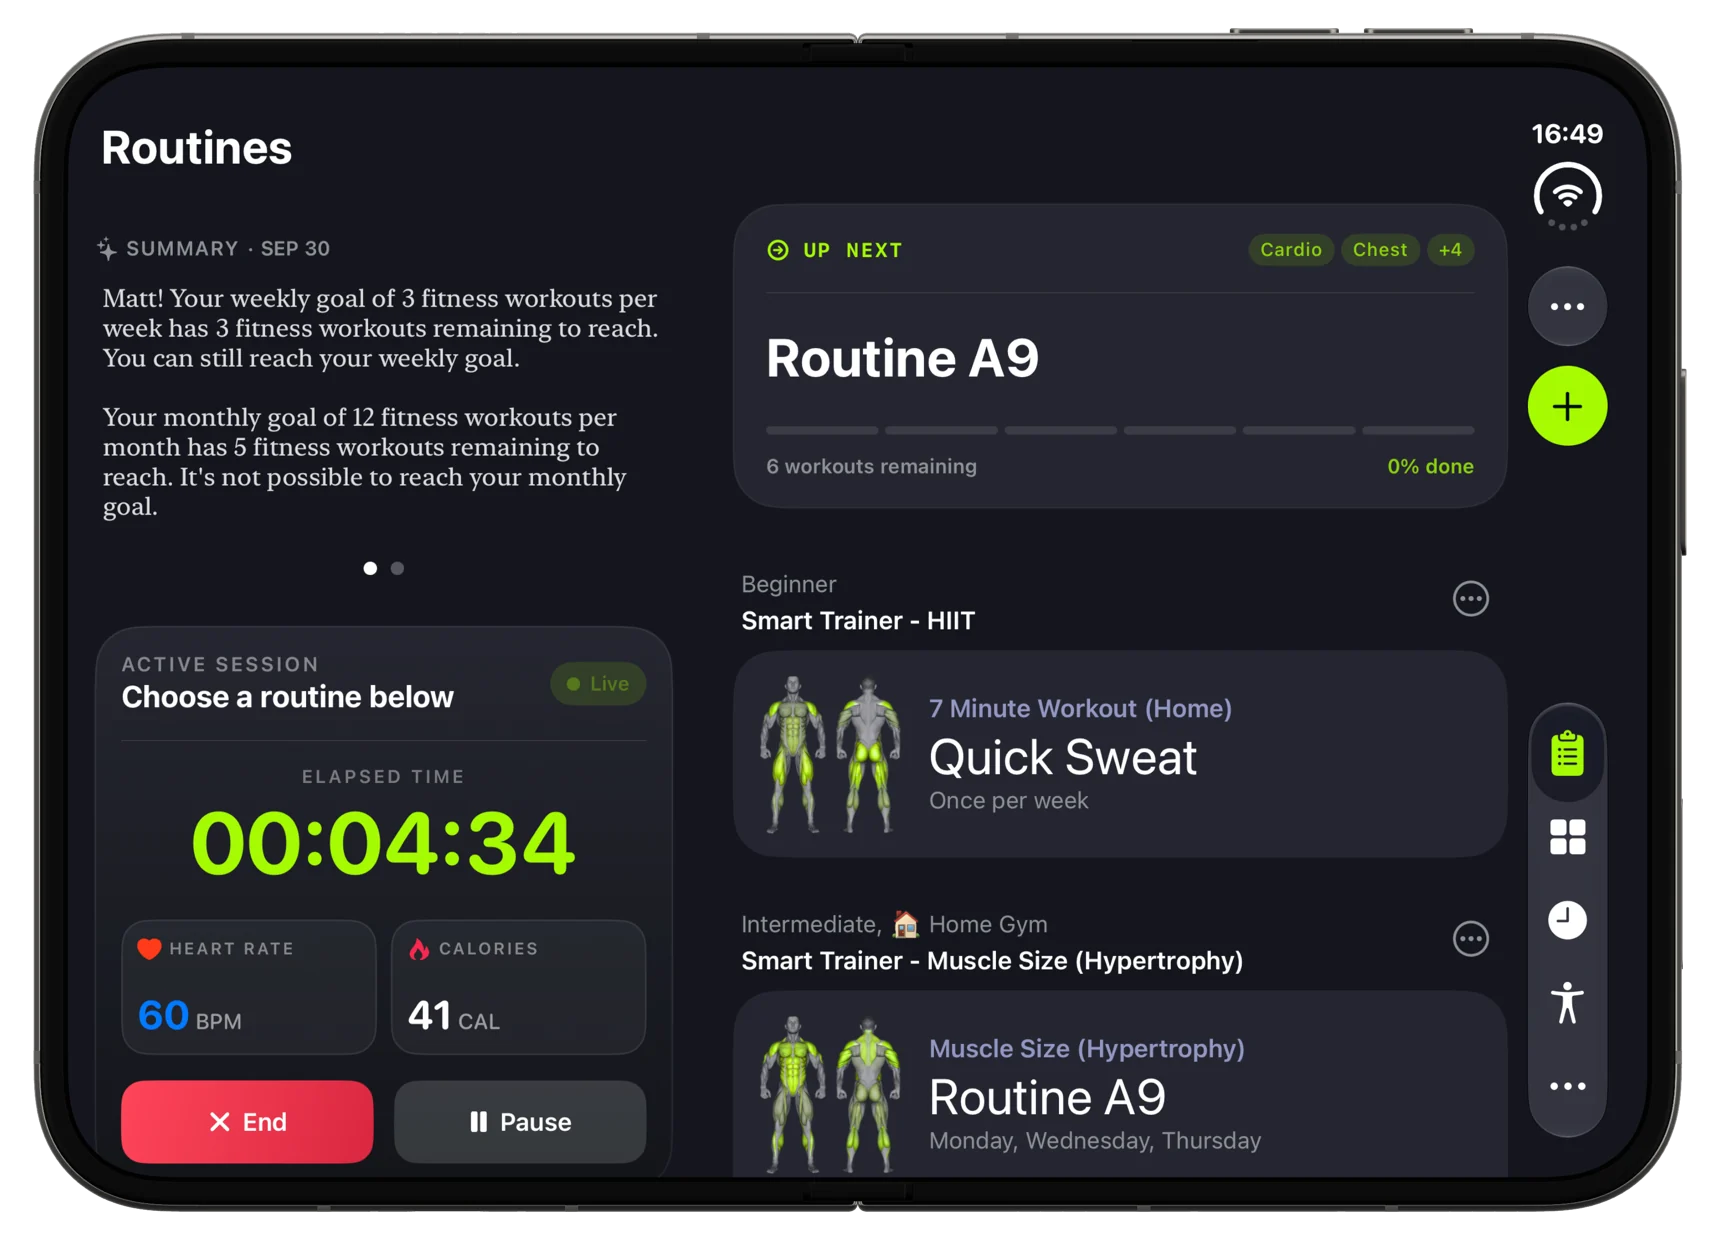 Routines
16:49
SUMMARY · SEP 30
Matt! Your weekly goal of 3 fitness workouts per
week has 3 fitness workouts remaining to reach.
You can still reach your weekly goal.
Your monthly goal of 12 fitness workouts per
month has 5 fitness workouts remaining to
reach. It's not possible to reach your monthly
goal.
ACTIVE SESSION
Choose a routine below
Live
ELAPSED TIME
00:04:34
HEART RATE
60 BPM
CALORIES
41 CAL
End
Pause
UP NEXT
Cardio
Chest
+4
Routine A9
6 workouts remaining
0% done
Beginner
Smart Trainer - HIIT
7 Minute Workout (Home)
Quick Sweat
Once per week
Intermediate, 🏠 Home Gym
Smart Trainer - Muscle Size (Hypertrophy)
Muscle Size (Hypertrophy)
Routine A9
Monday, Wednesday, Thursday